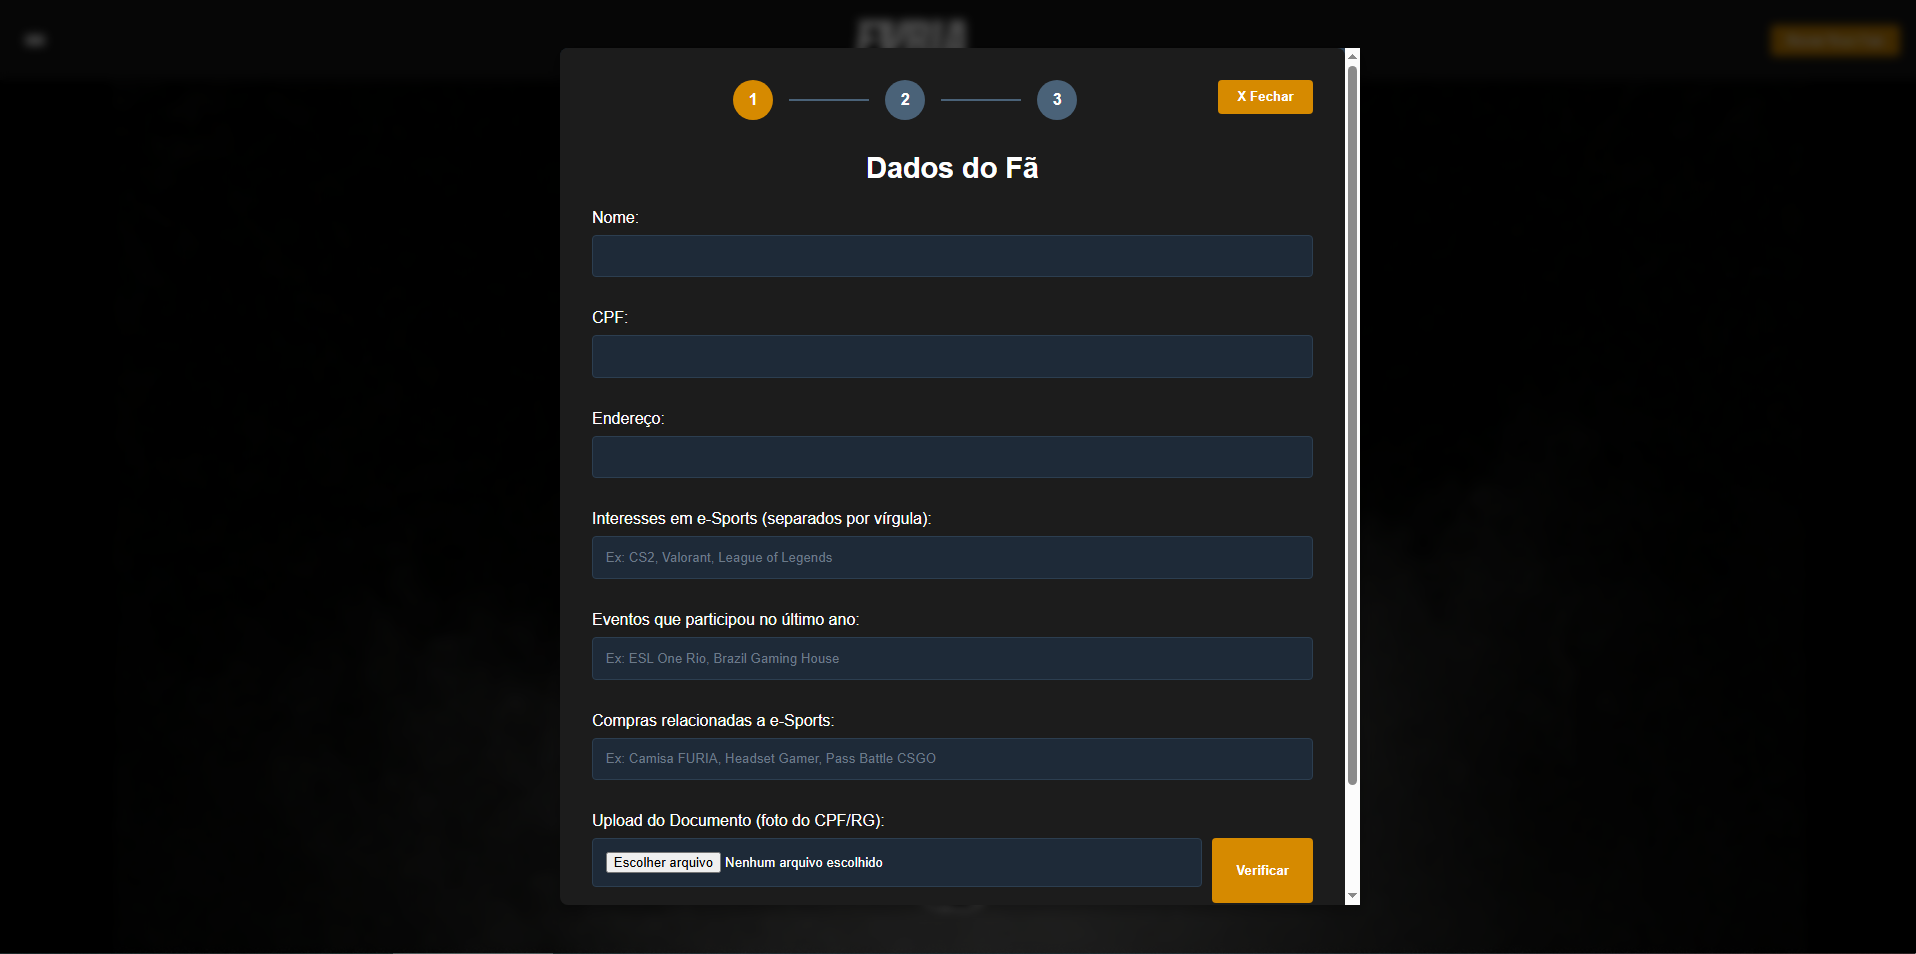 FURIA
1 2 3
X Fechar
Dados do Fã
Nome:
CPF:
Endereço:
Interesses em e-Sports (separados por vírgula):
Ex: CS2, Valorant, League of Legends
Eventos que participou no último ano:
Ex: ESL One Rio, Brazil Gaming House
Compras relacionadas a e-Sports:
Ex: Camisa FURIA, Headset Gamer, Pass Battle CSGO
Upload do Documento (foto do CPF/RG):
Escolher arquivo Nenhum arquivo escolhido
Verificar